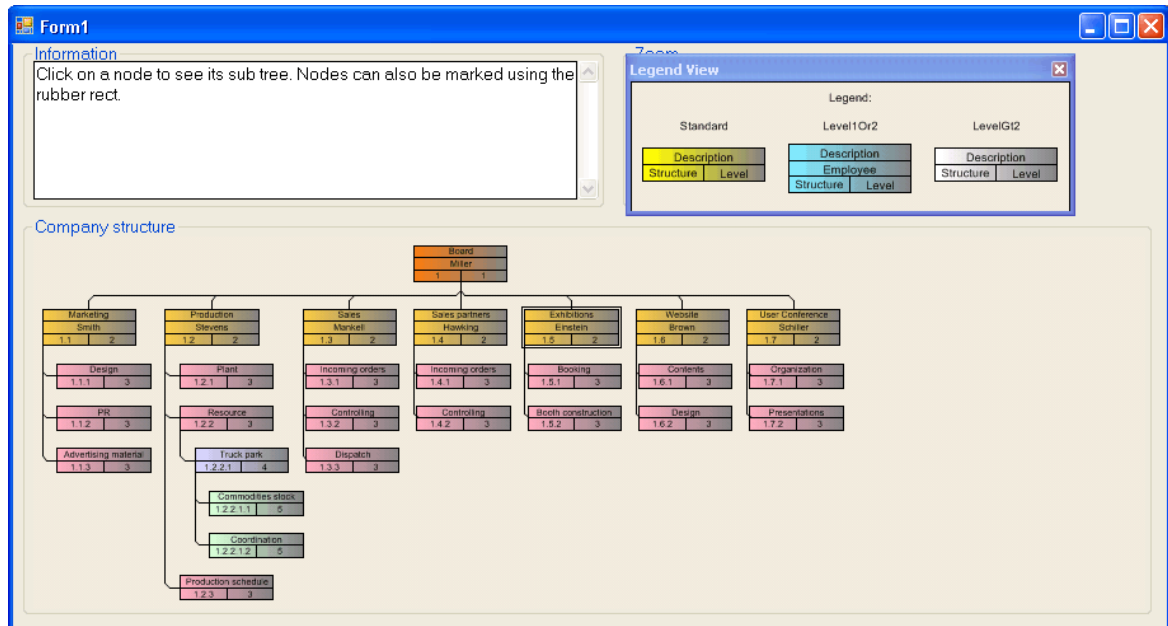 Form1
Information
Zoom
Click on a node to see its sub tree. Nodes can also be marked using the
rubber rect.
Legend View
Legend:
Standard Level1Or2 LevelGt2
Description
Structure Level
Description
Employee
Structure Level
Description
Structure Level
Company structure
Board
Miller
1 1
Marketing Production Sales Sales partners Exhibitions Website User Conference
Smith Stevens Mankell Hawking Einstein Brown Schiller
1.1 2 1.2 2 1.3 2 1.4 2 1.5 2 1.6 2 1.7 2
Design Plant Incoming orders Incoming orders Booking Contents Organization
1.1.1 3 1.2.1 3 1.3.1 3 1.4.1 3 1.5.1 3 1.6.1 3 1.7.1 3
PR Resource Controlling Controlling Booth construction Design Presentations
1.1.2 3 1.2.2 3 1.3.2 3 1.4.2 3 1.5.2 3 1.6.2 3 1.7.2 3
Advertising material Truck park Dispatch
1.1.3 3 1.2.2.1 4 1.3.3 3
Commodities stock
1.2.2.1.1 5
Coordination
1.2.2.1.2 5
Production schedule
1.2.3 3